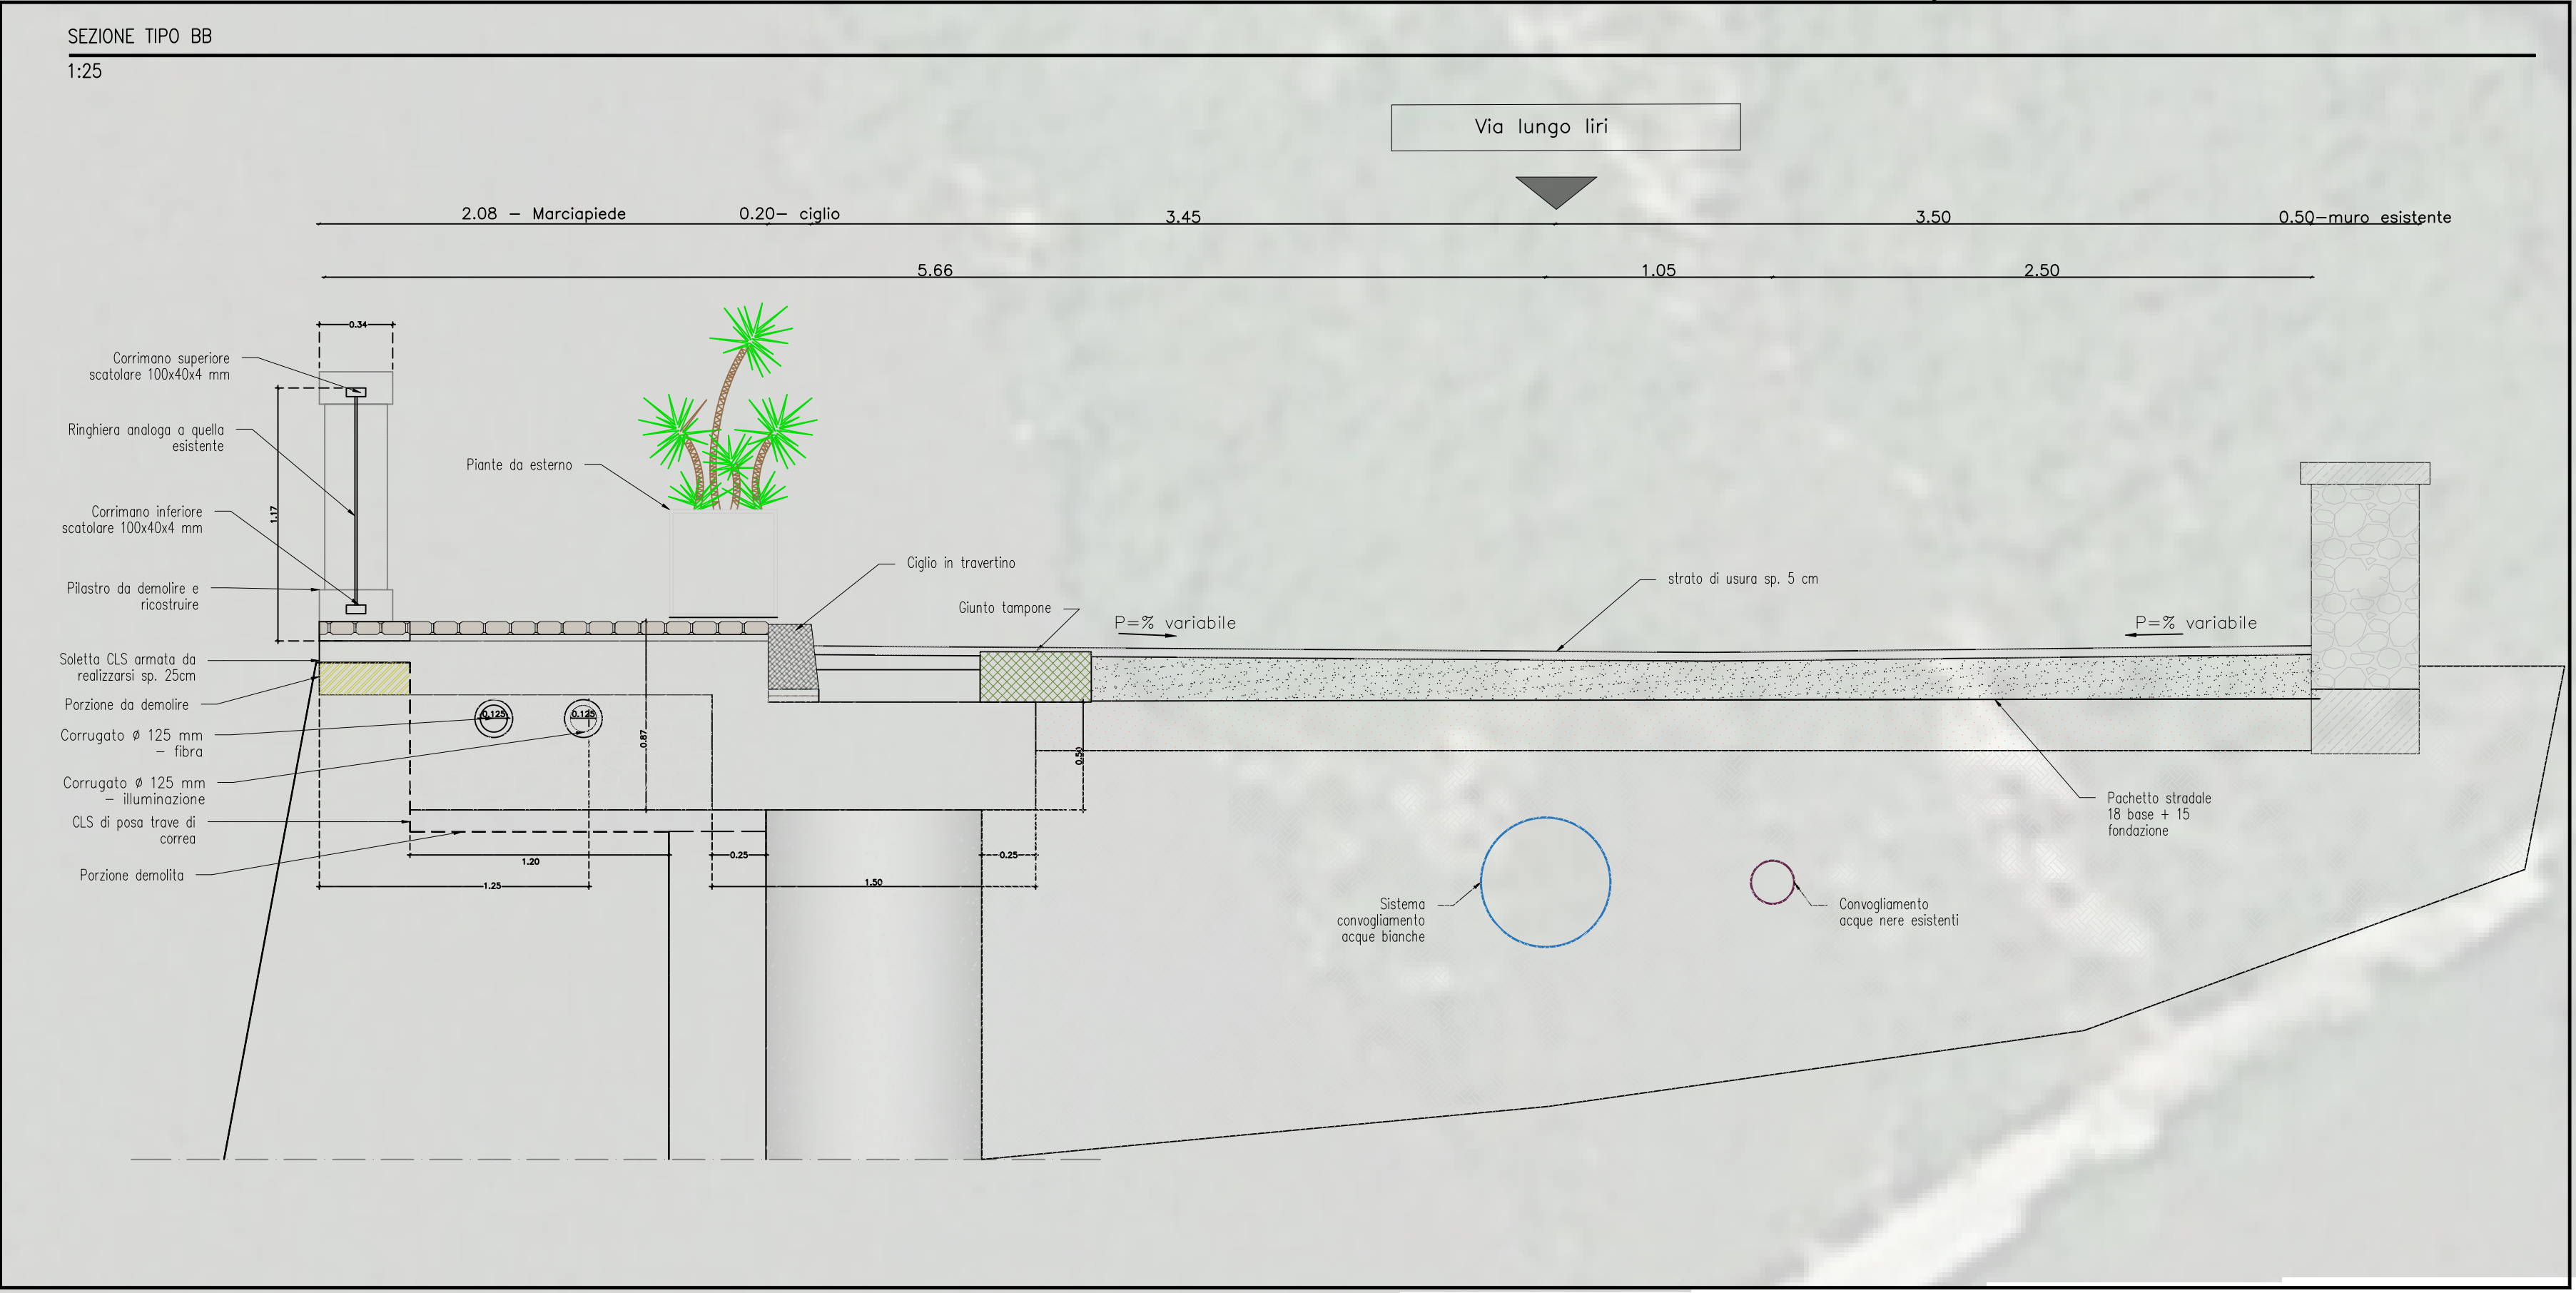 SEZIONE TIPO BB
1:25
Via lungo liri
2.08 – Marciapiede
0.20– ciglio
3.45
3.50
0.50–muro esistente
5.66
1.05
2.50
0.34
Corrimano superiore
scatolare 100x40x4 mm
Ringhiera analoga a quella
esistente
1.17
Corrimano inferiore
scatolare 100x40x4 mm
Pilastro da demolire e
ricostruire
Piante da esterno
Ciglio in travertino
Giunto tampone
P=% variabile
strato di usura sp. 5 cm
P=% variabile
Soletta CLS armata da
realizzarsi sp. 25cm
Porzione da demolire
Corrugato ø 125 mm
– fibra
Corrugato ø 125 mm
– illuminazione
CLS di posa trave di
correa
Porzione demolita
0.125
0.125
0.87
0.50
1.20
0.25
0.25
1.25
1.50
Pachetto stradale
18 base + 15
fondazione
Sistema
convogliamento
acque bianche
Convogliamento
acque nere esistenti